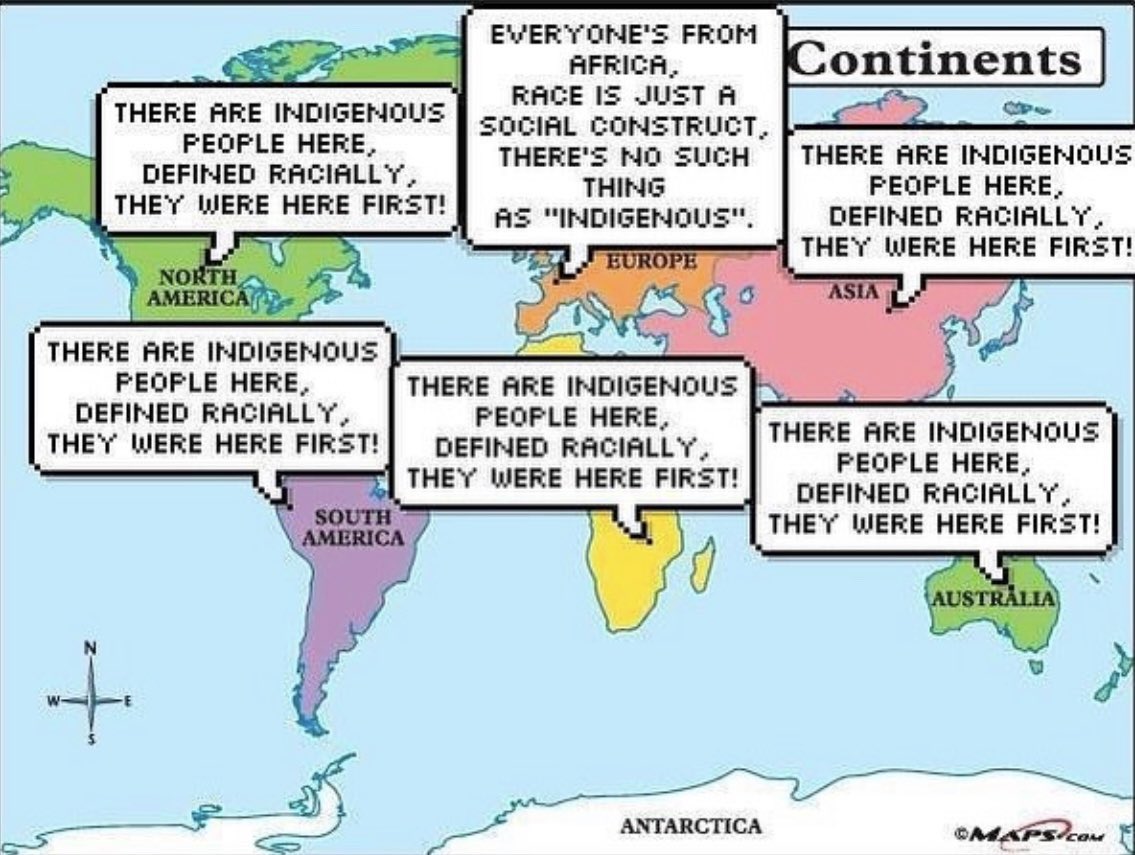 Continents
EVERYONE'S FROM
AFRICA,
RACE IS JUST A
SOCIAL CONSTRUCT,
THERE'S NO SUCH
THING
AS "INDIGENOUS".
THERE ARE INDIGENOUS
PEOPLE HERE,
DEFINED RACIALLY,
THEY WERE HERE FIRST!
THERE ARE INDIGENOUS
PEOPLE HERE,
DEFINED RACIALLY,
THEY WERE HERE FIRST!
NORTH
AMERICA
EUROPE
ASIA
THERE ARE INDIGENOUS
PEOPLE HERE,
DEFINED RACIALLY,
THEY WERE HERE FIRST!
THERE ARE INDIGENOUS
PEOPLE HERE,
DEFINED RACIALLY,
THEY WERE HERE FIRST!
THERE ARE INDIGENOUS
PEOPLE HERE,
DEFINED RACIALLY,
THEY WERE HERE FIRST!
SOUTH
AMERICA
AUSTRALIA
N
W E
S
ANTARCTICA
©MAPS.COM